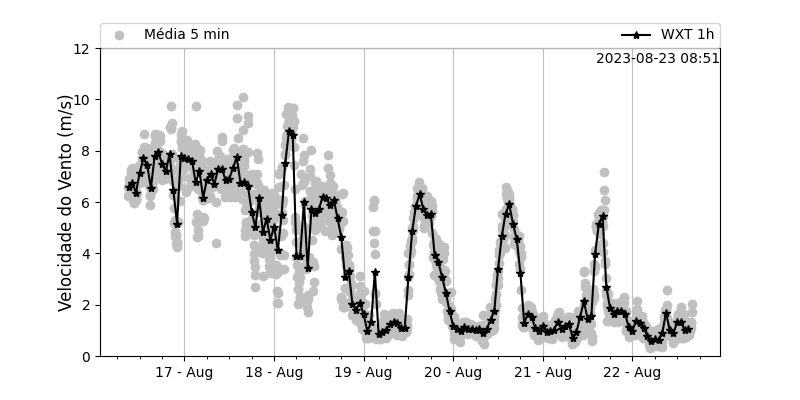 Média 5 min
WXT 1h
2023-08-23 08:51
Velocidade do Vento (m/s)
12
10
8
6
4
2
0
17 - Aug
18 - Aug
19 - Aug
20 - Aug
21 - Aug
22 - Aug